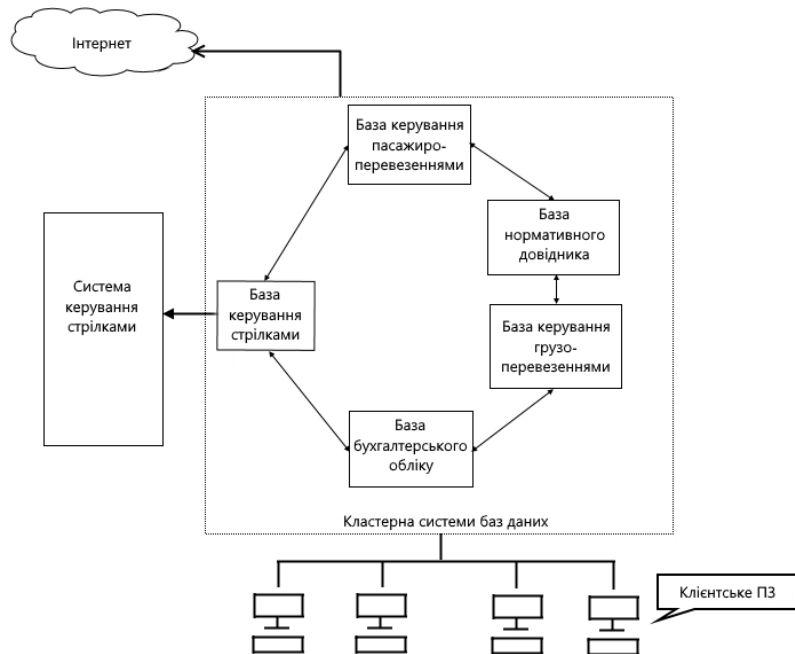 Інтернет
База керування
пасажиро-
перевезеннями
База
нормативного
довідника
Система
керування
стрілками
База
керування
стрілками
База керування
грузо-
перевезеннями
База
бухгалтерського
обліку
Кластерна системи баз даних
Клієнтське ПЗ